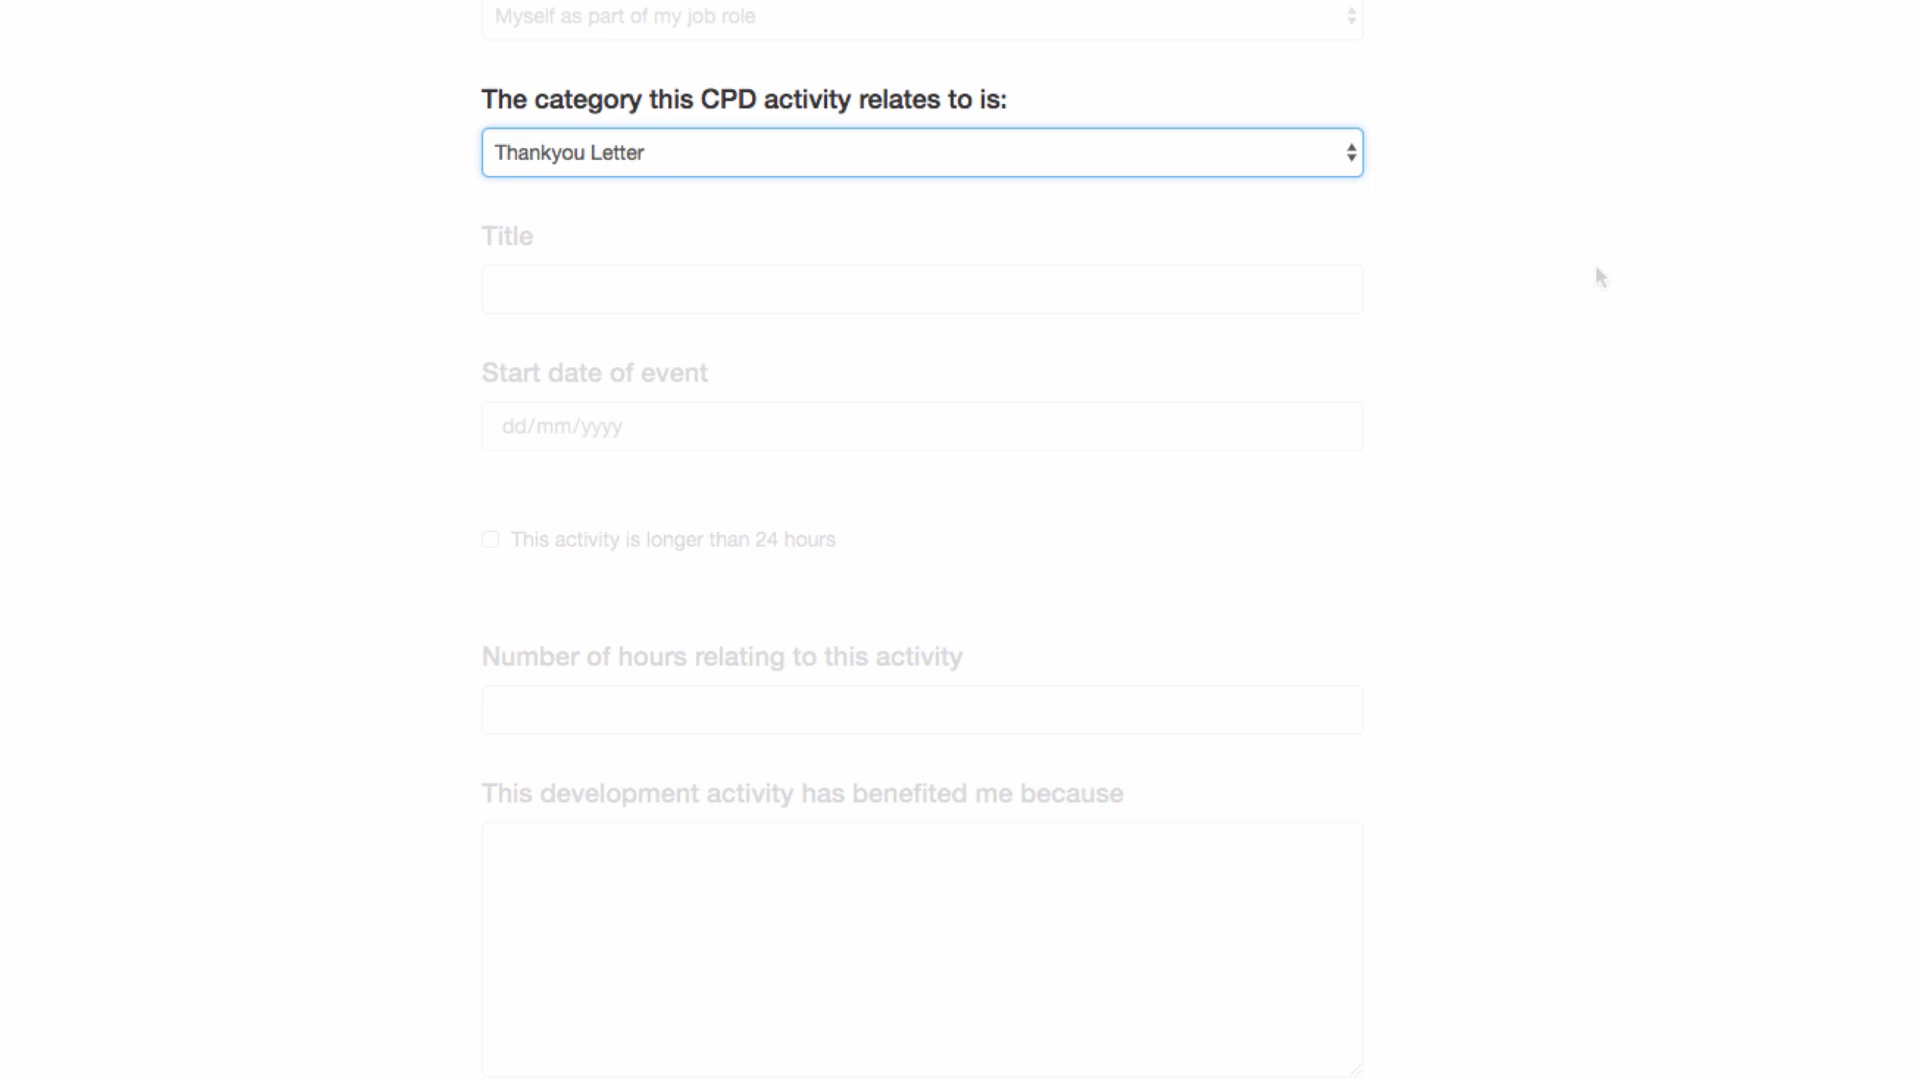 Myself as part of my job role
The category this CPD activity relates to is:
Thankyou Letter
Title
Start date of event
dd/mm/yyyy
This activity is longer than 24 hours
Number of hours relating to this activity
This development activity has benefited me because